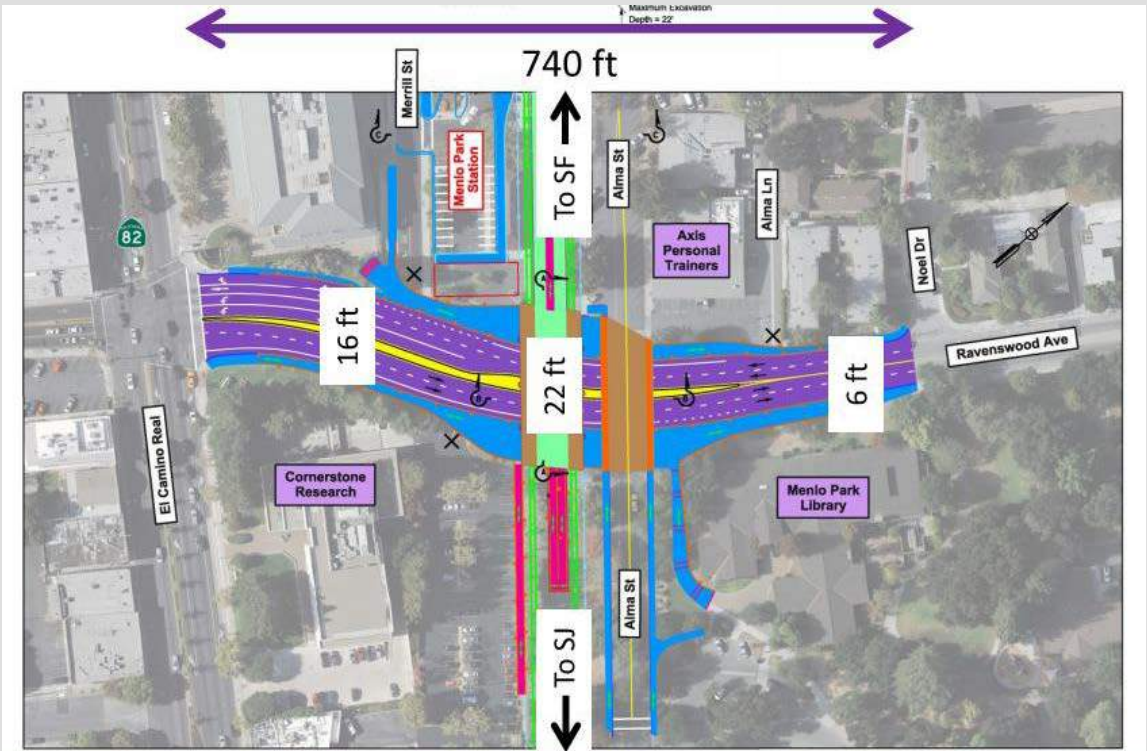 Maximum Excavation
Depth = 22'
740 ft
Merrill St
Menlo Park
Station
To SF
Alma St
Alma Ln
82
Axis
Personal
Trainers
Noel Dr
16 ft
22 ft
6 ft
Ravenswood Ave
El Camino Real
Cornerstone
Research
Menlo Park
Library
Alma St
To SJ
C
C
A
B
B
A